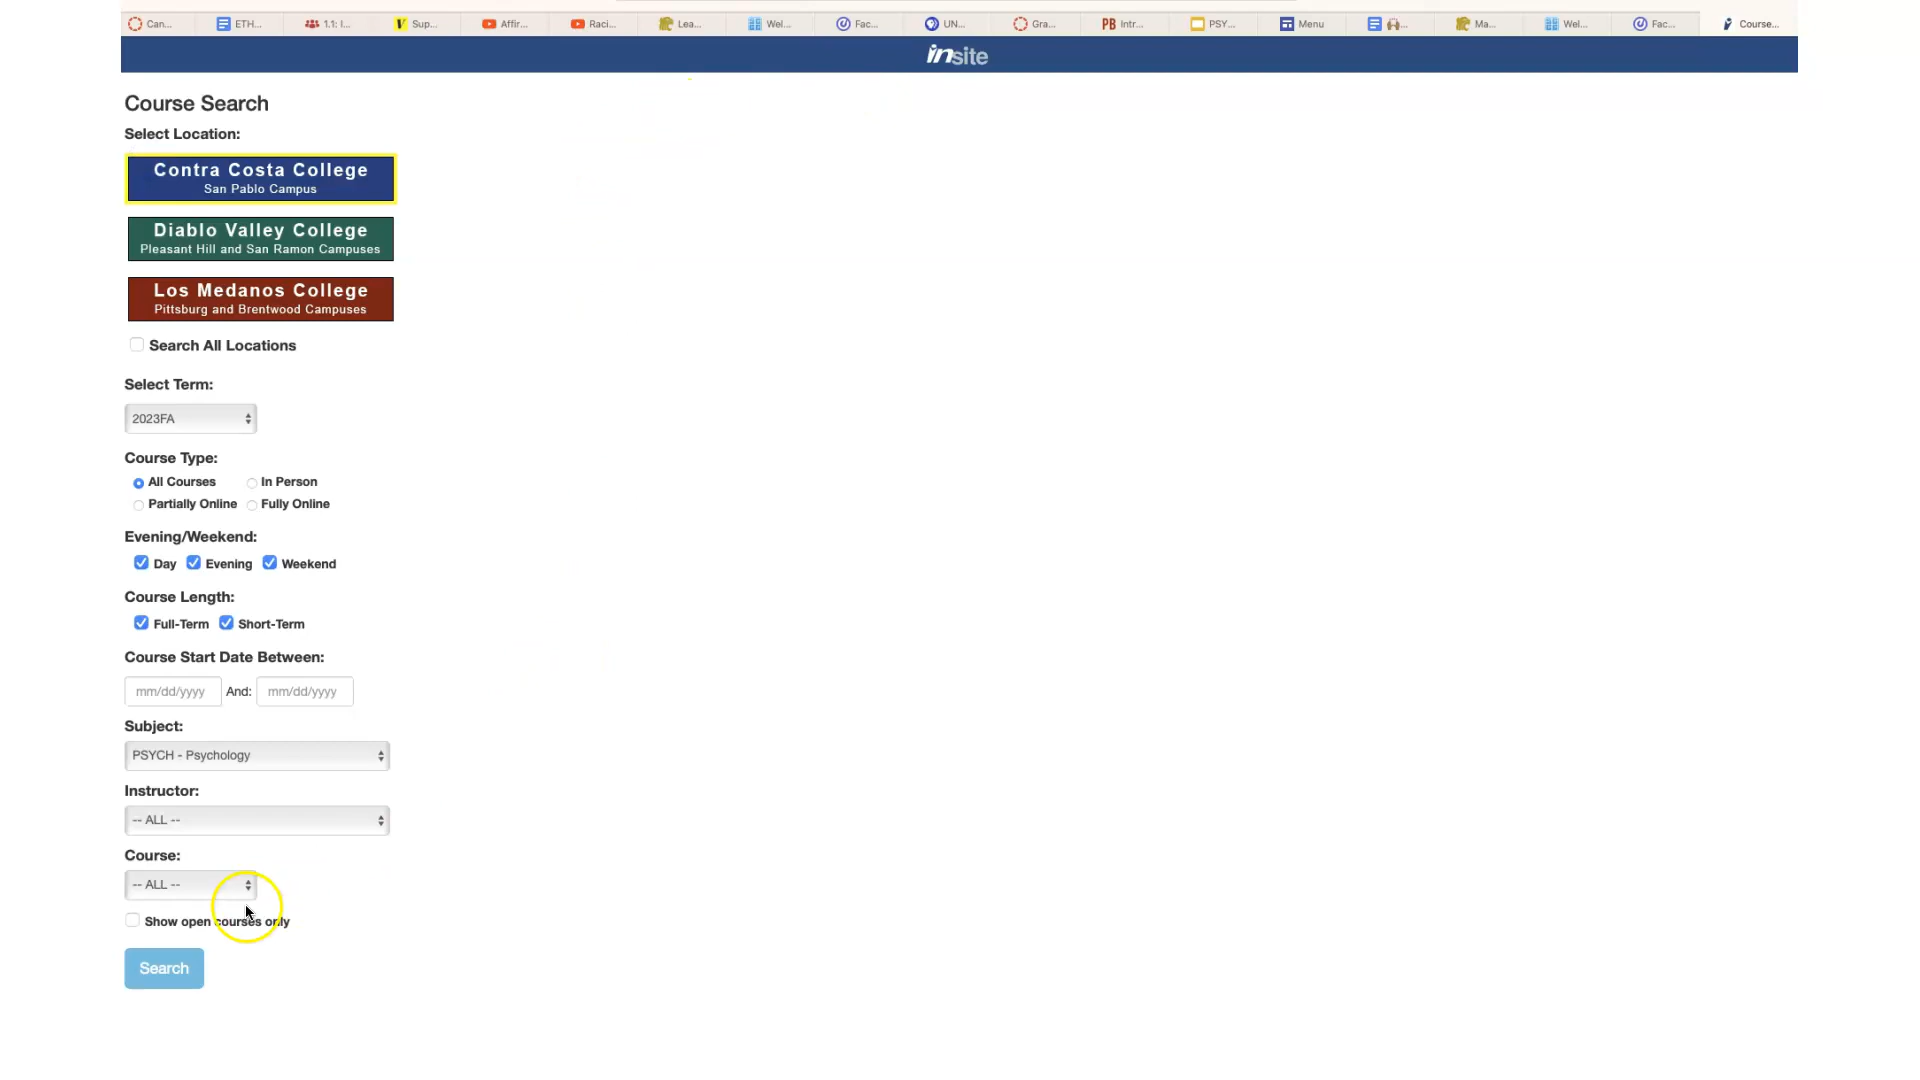 Can... ETH... 1.1: I... Sup... Affir... Raci... Lea... Wel... Fac... UN... Gra... PB Intr... PSY... Menu Ma... Wel... Fac... Course...
insite
Course Search
Select Location:
Contra Costa College
San Pablo Campus
Diablo Valley College
Pleasant Hill and San Ramon Campuses
Los Medanos College
Pittsburg and Brentwood Campuses
Search All Locations
Select Term:
2023FA
Course Type:
All Courses In Person
Partially Online Fully Online
Evening/Weekend:
Day Evening Weekend
Course Length:
Full-Term Short-Term
Course Start Date Between:
mm/dd/yyyy And: mm/dd/yyyy
Subject:
PSYCH - Psychology
Instructor:
-- ALL --
Course:
-- ALL --
Show open courses only
Search